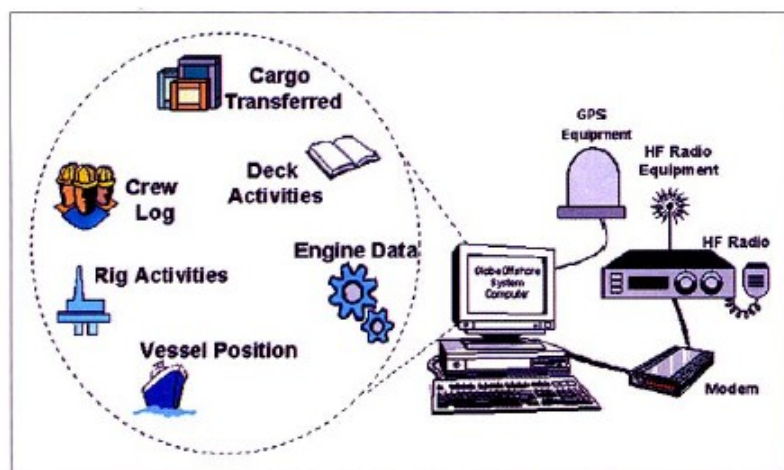 Cargo
Transferred
Deck
Activities
Crew
Log
Engine Data
Rig Activities
Vessel Position
GPS
Equipment
HF Radio
Equipment
HF Radio
GlobeOffshore
System
Computer
Modem